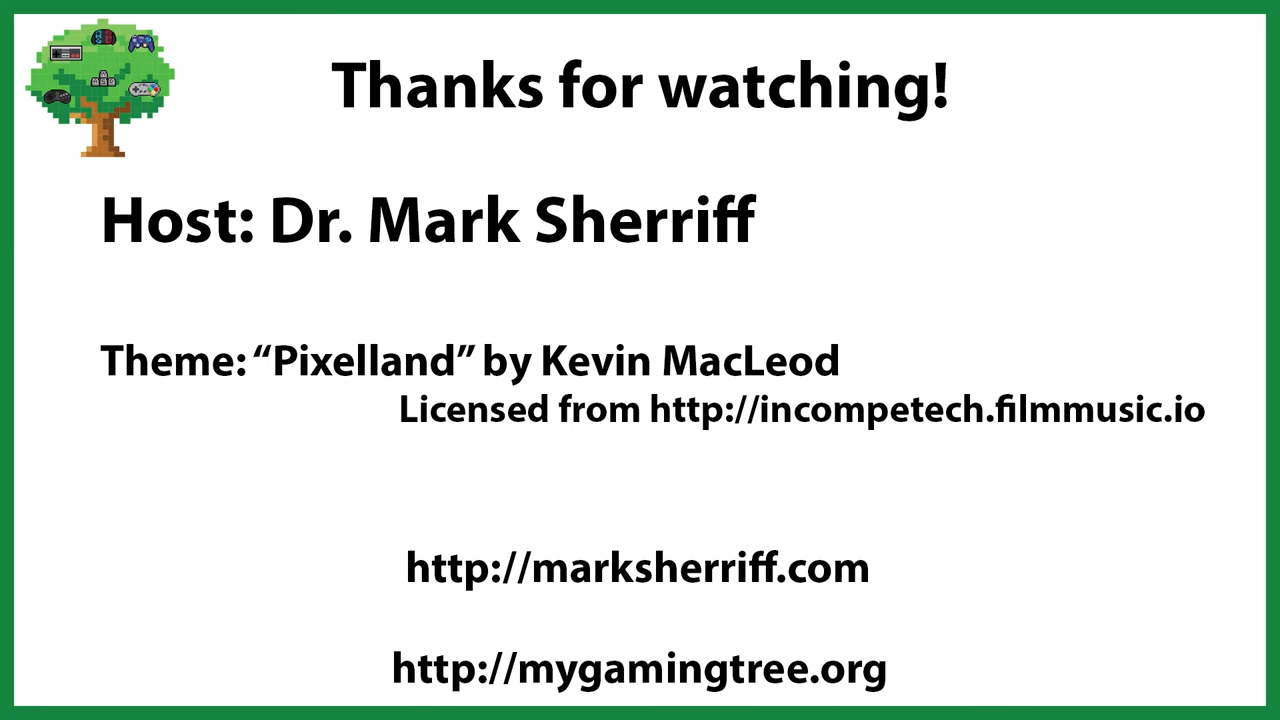 Thanks for watching!
Host: Dr. Mark Sherriff
Theme: “Pixelland” by Kevin MacLeod
Licensed from http://incompetech.filmmusic.io
http://marksherriff.com
http://mygamingtree.org